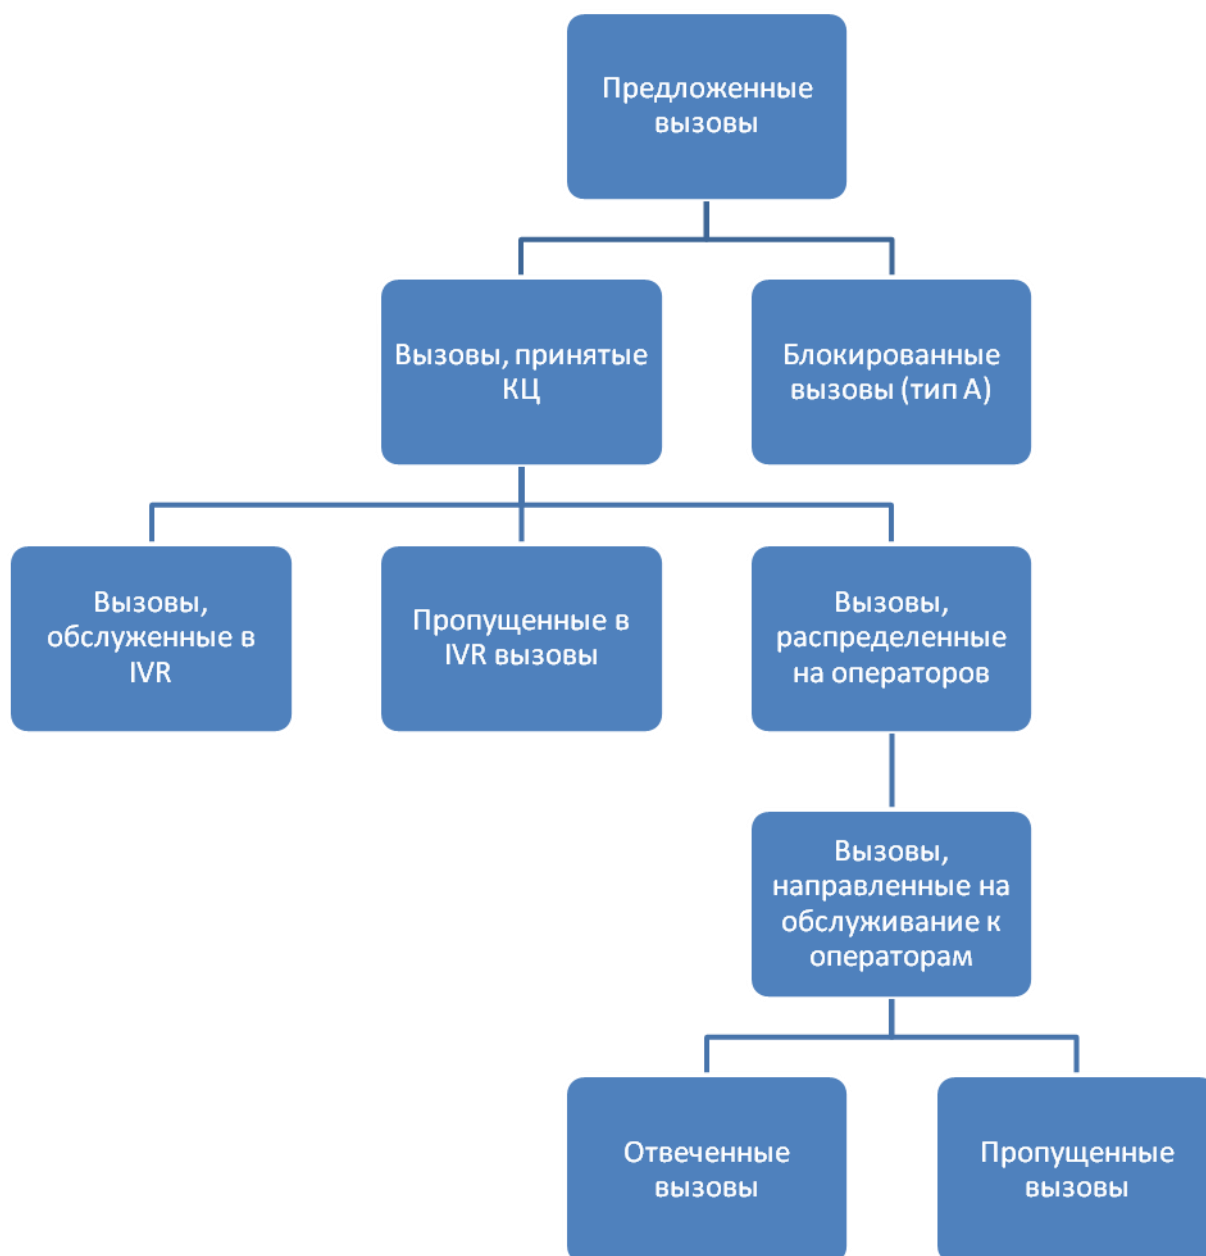 Предложенные
вызовы
Вызовы, принятые
КЦ
Блокированные
вызовы (тип А)
Вызовы,
обслуженные в
IVR
Пропущенные в
IVR вызовы
Вызовы,
распределенные
на операторов
Вызовы,
направленные на
обслуживание к
операторам
Отвеченные
вызовы
Пропущенные
вызовы